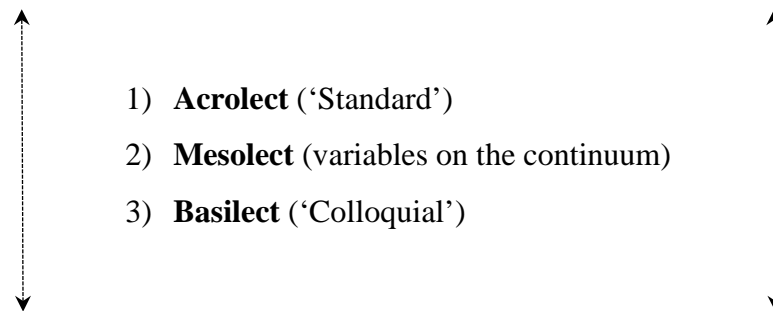 1) Acrolect (‘Standard’)
2) Mesolect (variables on the continuum)
3) Basilect (‘Colloquial’)